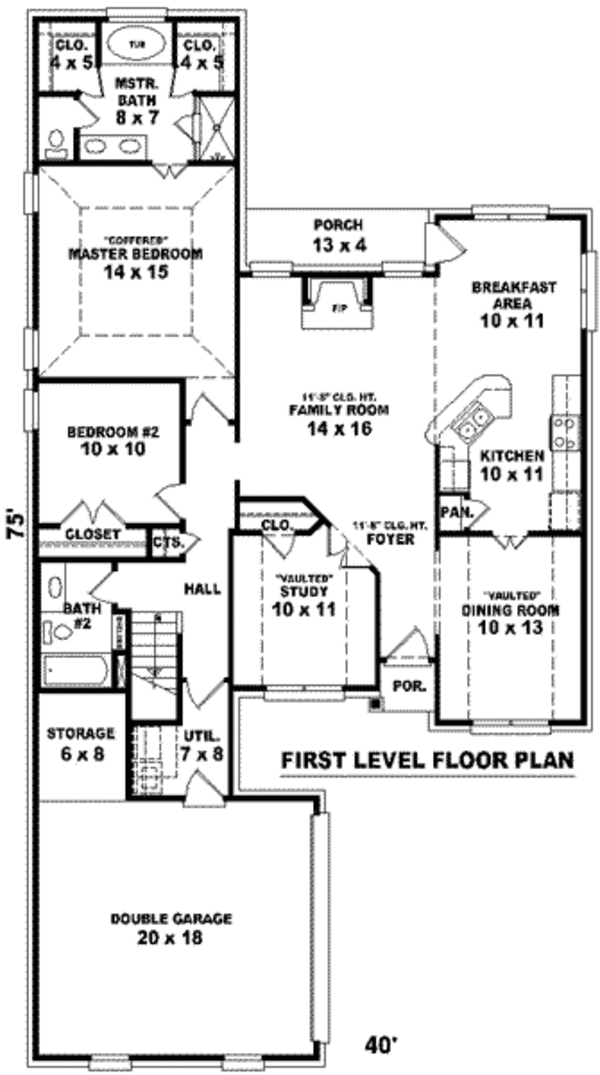 CLO.
4 x 5
TUB
CLO.
4 x 5
MSTR.
BATH
8 x 7
"COFFERED"
MASTER BEDROOM
14 x 15
PORCH
13 x 4
BREAKFAST
AREA
10 x 11
F/P
11'-8" CLG. HT.
FAMILY ROOM
14 x 16
BEDROOM #2
10 x 10
KITCHEN
10 x 11
PAN.
75'
CLOSET
CTS.
CLO.
11'-8" CLG. HT.
FOYER
HALL
"VAULTED"
STUDY
10 x 11
"VAULTED"
DINING ROOM
10 x 13
BATH
#2
SHELVES
POR.
STORAGE
6 x 8
UTIL.
7 x 8
FIRST LEVEL FLOOR PLAN
DOUBLE GARAGE
20 x 18
40'